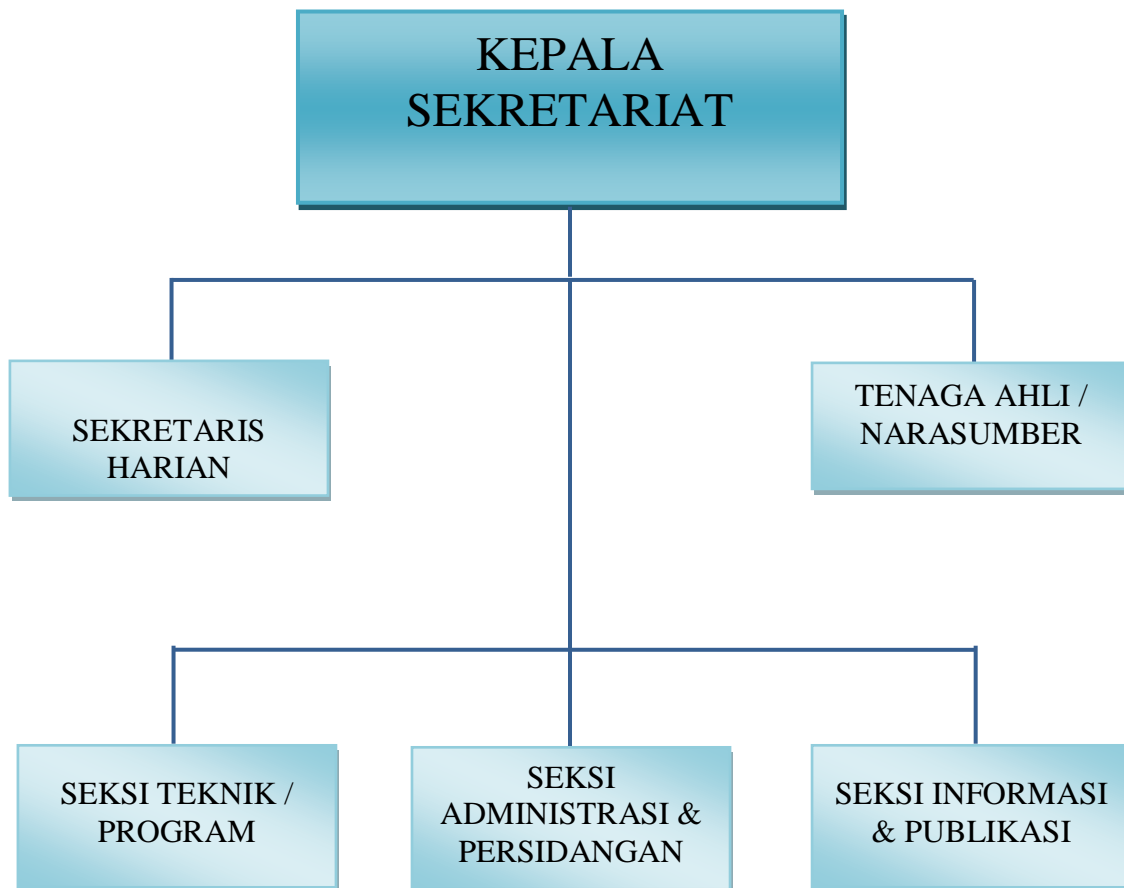 KEPALA
SEKRETARIAT
SEKRETARIS
HARIAN
TENAGA AHLI /
NARASUMBER
SEKSI TEKNIK /
PROGRAM
SEKSI
ADMINISTRASI &
PERSIDANGAN
SEKSI INFORMASI
& PUBLIKASI